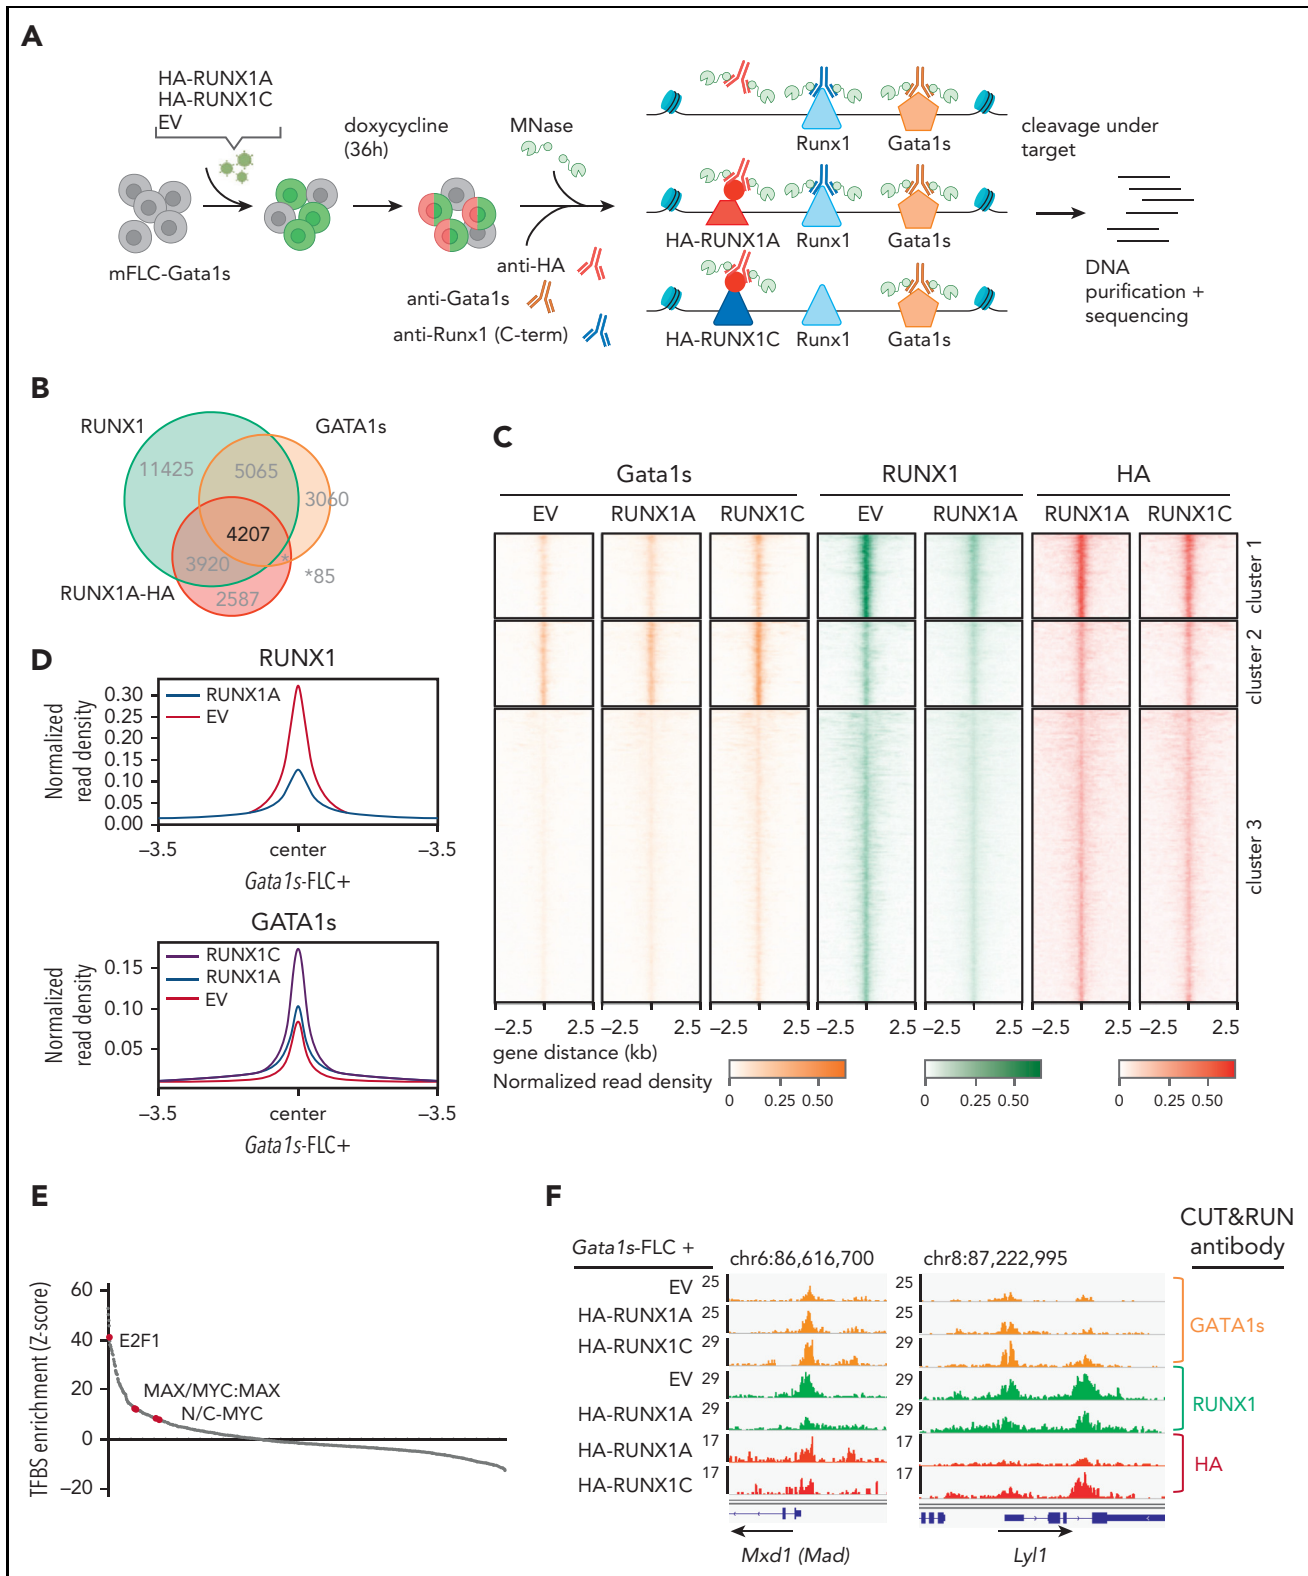 A
HA-RUNX1A
HA-RUNX1C
EV
doxycycline
(36h)
MNase
mFLC-Gata1s
anti-HA
anti-Gata1s
anti-Runx1 (C-term)
Runx1 Gata1s
HA-RUNX1A Runx1 Gata1s
HA-RUNX1C Runx1 Gata1s
cleavage under
target
DNA
purification +
sequencing
B
RUNX1
GATA1s
11425
5065
3060
4207
3920
*
*85
RUNX1A-HA
2587
C
Gata1s RUNX1 HA
EV RUNX1A RUNX1C EV RUNX1A RUNX1A RUNX1C
cluster 1
cluster 2
cluster 3
−2.5 2.5 −2.5 2.5 −2.5 2.5 −2.5 2.5 −2.5 2.5 −2.5 2.5 −2.5 2.5
gene distance (kb)
Normalized read density
0 0.25 0.50
0 0.25 0.50
0 0.25 0.50
D
RUNX1
Normalized
read density
0.30
0.25
0.20
0.15
0.10
0.05
0.00
RUNX1A
EV
−3.5 center −3.5
Gata1s-FLC+
GATA1s
Normalized
read density
0.15
0.10
0.05
RUNX1C
RUNX1A
EV
−3.5 center −3.5
Gata1s-FLC+
E
TFBS enrichment (Z-score)
60
40
20
0
−20
E2F1
MAX/MYC:MAX
N/C-MYC
F
CUT&RUN
antibody
Gata1s-FLC +
chr6:86,616,700 chr8:87,222,995
EV 25 25
HA-RUNX1A 25 25
HA-RUNX1C 29 29
EV 29 29
HA-RUNX1A 29 29
HA-RUNX1A 17 17
HA-RUNX1C 17 17
GATA1s
RUNX1
HA
Mxd1 (Mad) Lyl1